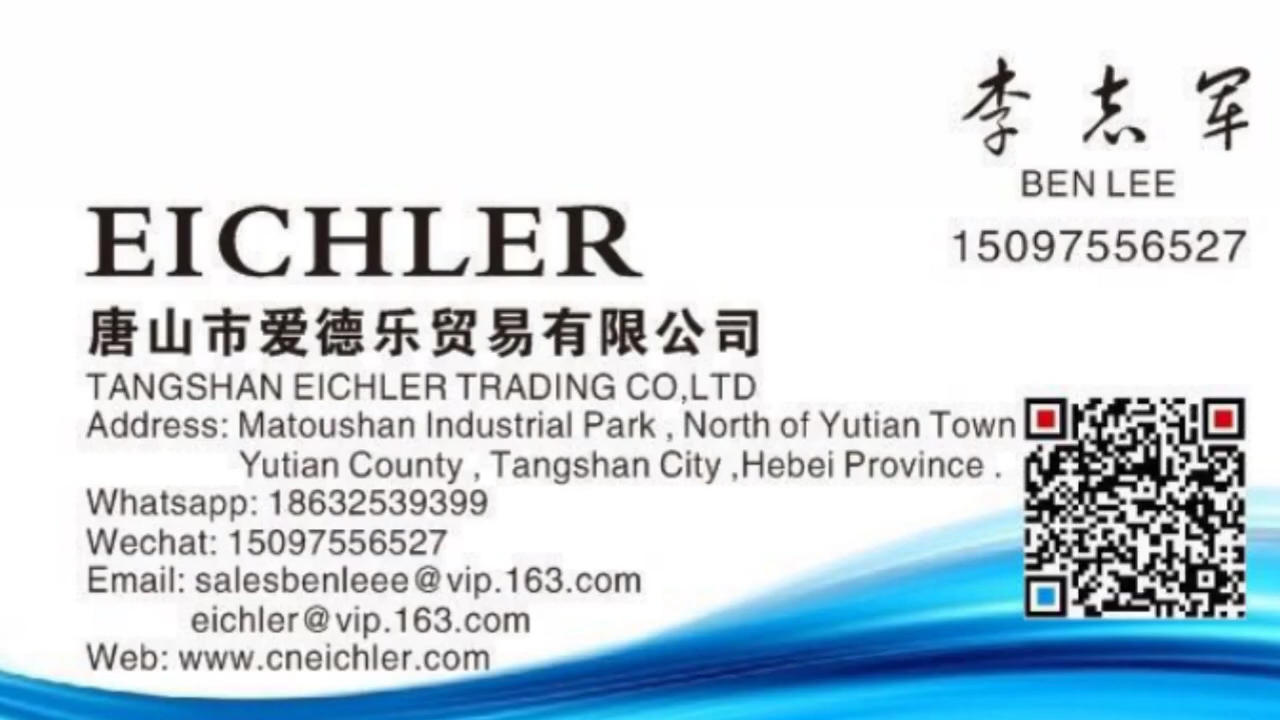 李志军
BEN LEE
15097556527
EICHLER
唐山市爱德乐贸易有限公司
TANGSHAN EICHLER TRADING CO,LTD
Address: Matoushan Industrial Park , North of Yutian Town
Yutian County , Tangshan City ,Hebei Province .
Whatsapp: 18632539399
Wechat: 15097556527
Email: salesbenleee@vip.163.com
eichler@vip.163.com
Web: www.cneichler.com